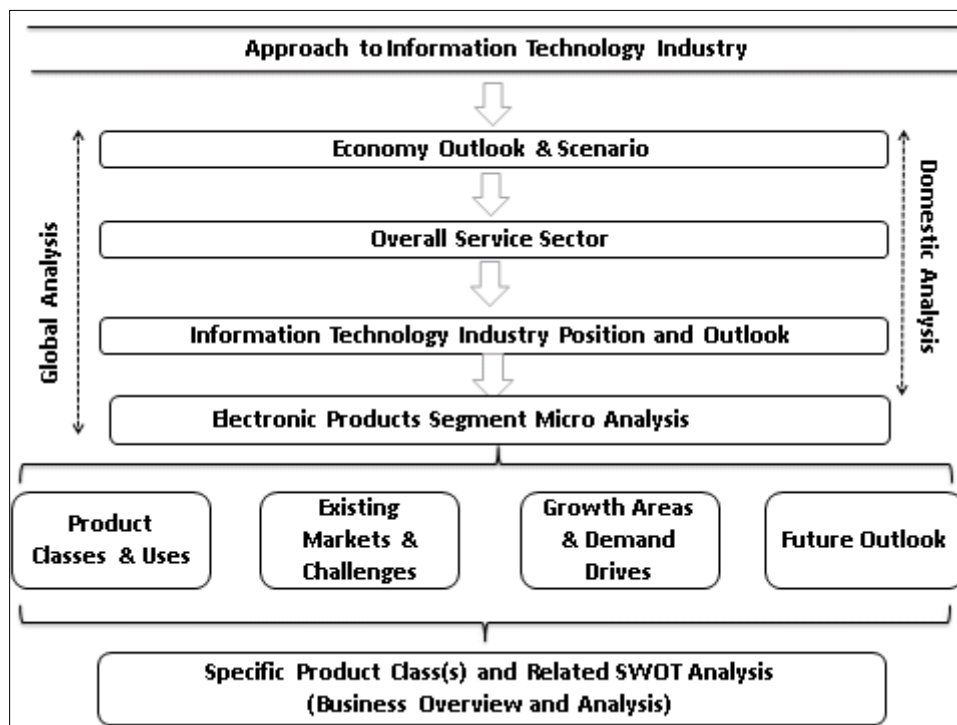 Approach to Information Technology Industry
Economy Outlook & Scenario
Overall Service Sector
Information Technology Industry Position and Outlook
Electronic Products Segment Micro Analysis
Global Analysis
Domestic Analysis
Product
Classes & Uses
Existing
Markets &
Challenges
Growth Areas
& Demand
Drives
Future Outlook
Specific Product Class(s) and Related SWOT Analysis
(Business Overview and Analysis)